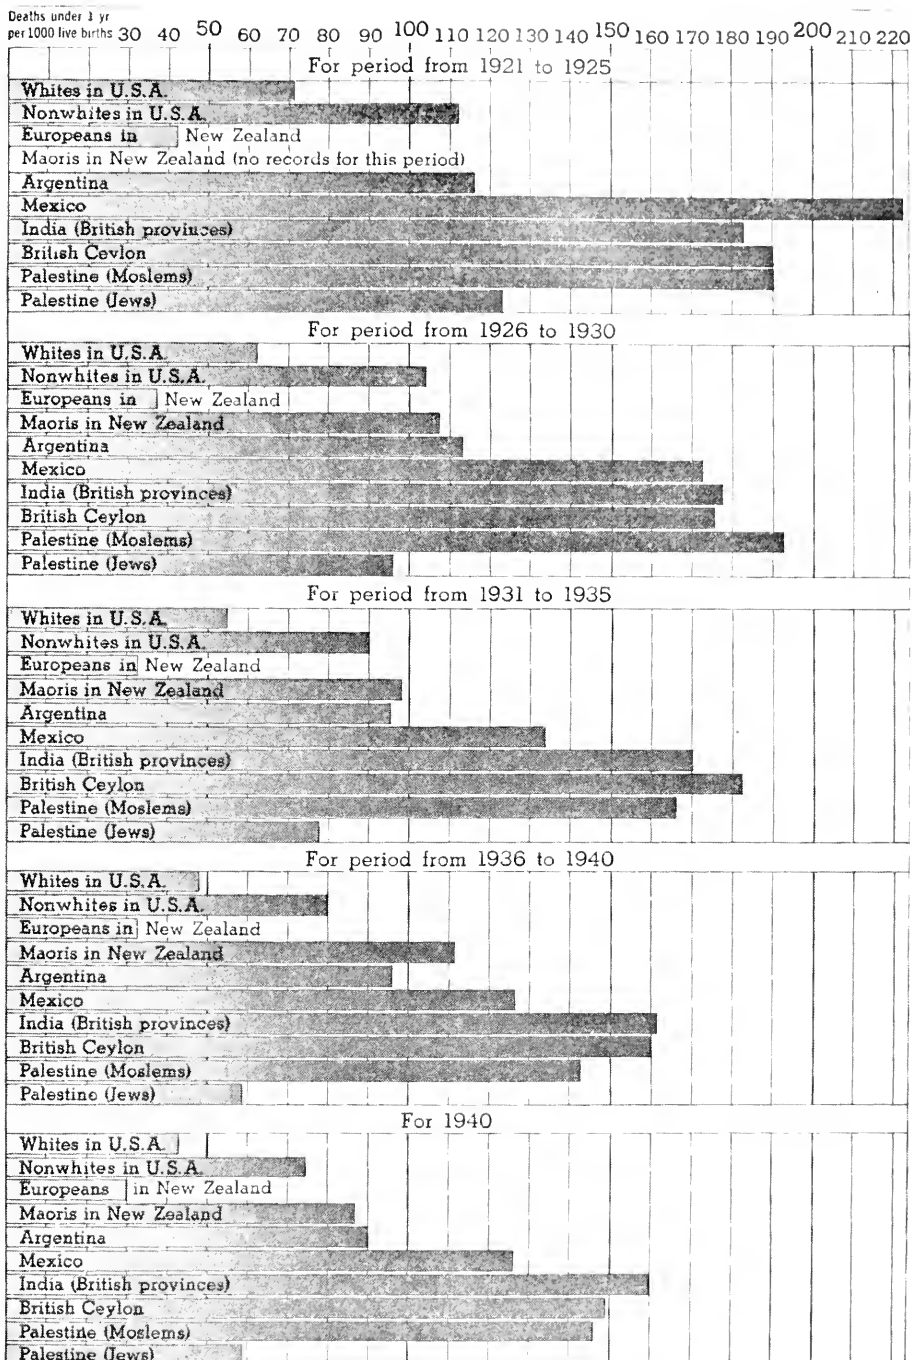 Deaths under 1 yr
per 1000 live births 30 40 50 60 70 80 90 100 110 120 130 140 150 160 170 180 190 200 210 220
For period from 1921 to 1925
Whites in U.S.A.
Nonwhites in U.S.A.
Europeans in New Zealand
Maoris in New Zealand (no records for this period)
Argentina
Mexico
India (British provinces)
British Ceylon
Palestine (Moslems)
Palestine (Jews)
For period from 1926 to 1930
Whites in U.S.A.
Nonwhites in U.S.A.
Europeans in New Zealand
Maoris in New Zealand
Argentina
Mexico
India (British provinces)
British Ceylon
Palestine (Moslems)
Palestine (Jews)
For period from 1931 to 1935
Whites in U.S.A.
Nonwhites in U.S.A.
Europeans in New Zealand
Maoris in New Zealand
Argentina
Mexico
India (British provinces)
British Ceylon
Palestine (Moslems)
Palestine (Jews)
For period from 1936 to 1940
Whites in U.S.A.
Nonwhites in U.S.A.
Europeans in New Zealand
Maoris in New Zealand
Argentina
Mexico
India (British provinces)
British Ceylon
Palestine (Moslems)
Palestine (Jews)
For 1940
Whites in U.S.A.
Nonwhites in U.S.A.
Europeans in New Zealand
Maoris in New Zealand
Argentina
Mexico
India (British provinces)
British Ceylon
Palestine (Moslems)
Palestine (Jews)